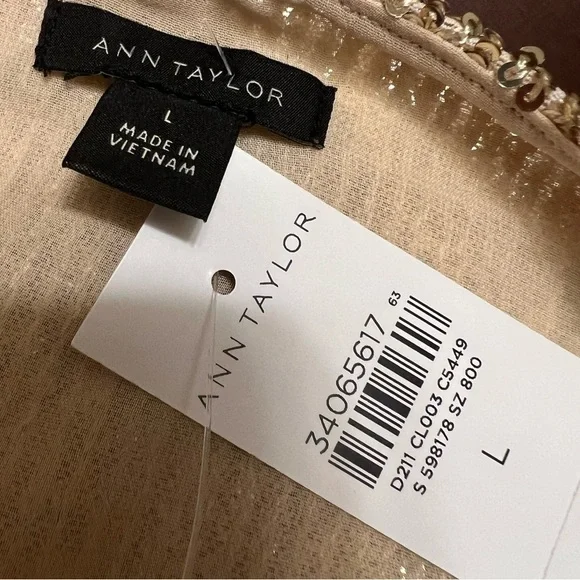 ANN TAYLOR
L
MADE IN
VIETNAM
ANN TAYLOR
34065617
63
D211 CL003 C5449
S 598178 SZ 800
L